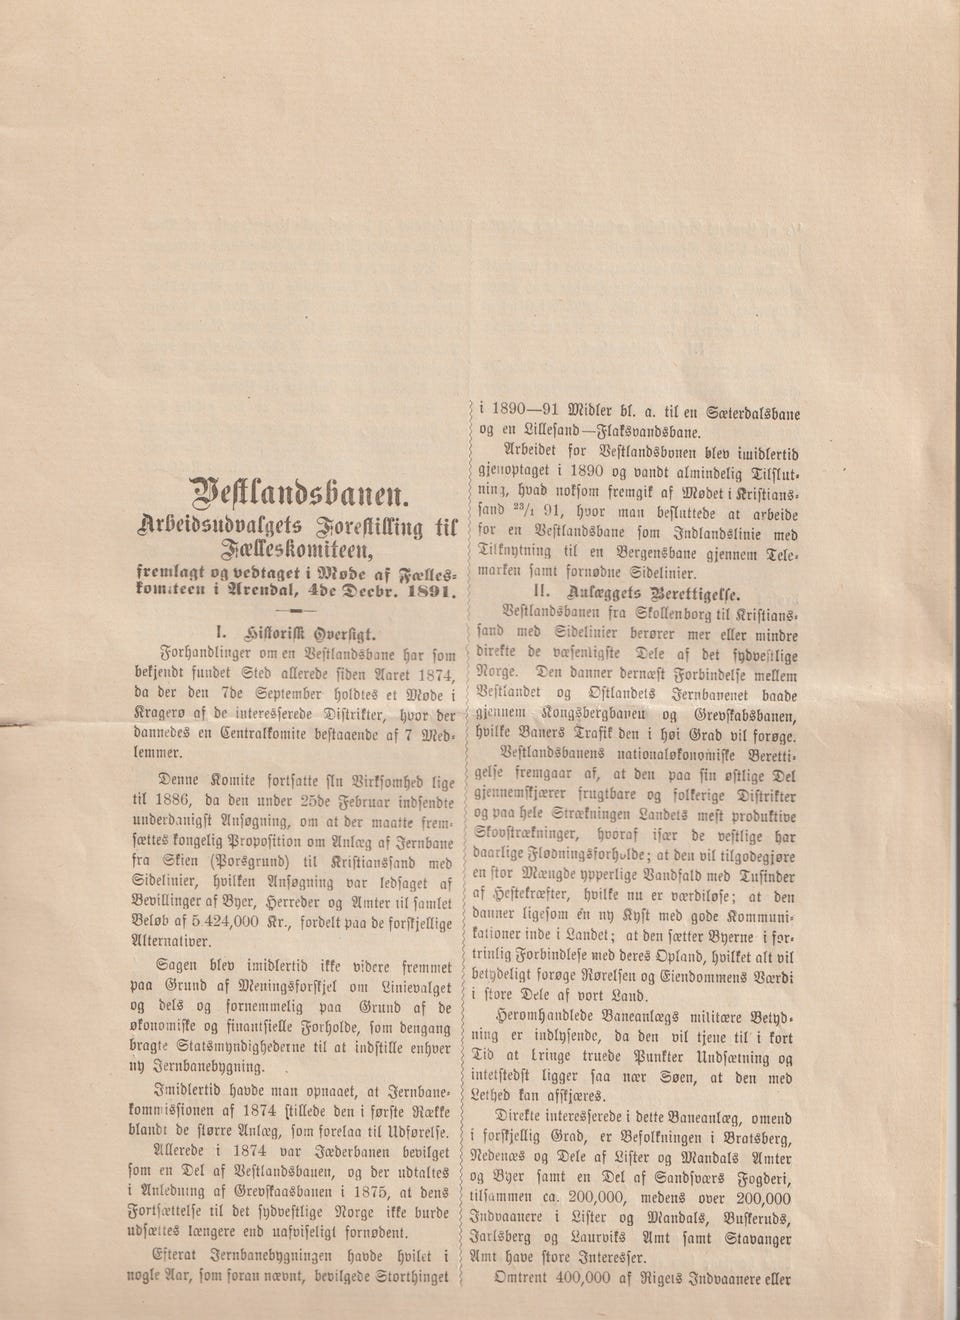 Vestlandsbanen.
Arbeidsudvalgets Forestilling til
Fælleskomiteen,
fremlagt og vedtaget i Møde af Fælles-
komiteen i Arendal, 4de Decbr. 1891.
I. Historisk Oversigt.
Forhandlinger om en Vestlandsbane har som
bekjendt fundet Sted allerede siden Aaret 1874,
da der den 7de September holdtes et Møde i
Kragerø af de interesserede Distrikter, hvor der
dannedes en Centralkomite bestaaende af 7 Med-
lemmer.
Denne Komite fortsatte sin Virksomhed lige
til 1886, da den under 25de Februar indsendte
underdanigst Ansøgning, om at der maatte frem-
sættes kongelig Proposition om Anlæg af Jernbane
fra Skien (Porsgrund) til Kristianssand med
Sidelinier, hvilken Ansøgning var ledsaget af
Bevillinger af Byer, Herreder og Amter til samlet
Beløb af 5.424,000 Kr., fordelt paa de forskjellige
Alternativer.
Sagen blev imidlertid ikke videre fremmet
paa Grund af Meningsforskjel om Linievalget
og dels og fornemmelig paa Grund af de
økonomiske og finantsielle Forholde, som dengang
bragte Statsmyndighederne til at indstille enhver
ny Jernbanebygning.
Imidlertid havde man opnaaet, at Jernbane-
kommissionen af 1874 stillede den i første Række
blandt de større Anlæg, som forelaa til Udførelse.
Allerede i 1874 var Jæderbanen bevilget
som en Del af Vestlandsbanen, og der udtaltes
i Anledning af Grevskaasbanen i 1875, at dens
Fortsættelse til det sydvestlige Norge ikke burde
udsættes længere end uafviseligt fornødent.
Efterat Jernbanebygningen havde hvilet i
nogle Aar, som foran nævnt, bevilgede Storthinget
i 1890—91 Midler bl. a. til en Sæterdalsbane
og en Lillesand—Flaksvandsbane.
Arbeidet for Vestlandsbonen blev imidlertid
gjenoptaget i 1890 og vandt almindelig Tilslut-
ning, hvad noksom fremgik af Mødet i Kristians-
sand 23/1 91, hvor man besluttede at arbeide
for en Vestlandsbane som Indlandslinie med
Tilknytning til en Bergensbane gjennem Tele-
marken samt fornødne Sidelinier.
II. Anlæggets Berettigelse.
Vestlandsbanen fra Skollenborg til Kristians-
sand med Sidelinier berører mer eller mindre
direkte de væsenligste Dele af det sydvestlige
Norge. Den danner dernæst Forbindelse mellem
Vestlandet og Østlandets Jernbanenet baade
gjennem Kongsbergbanen og Grevskabsbanen,
hvilke Baners Trafik den i høi Grad vil forøge.
Vestlandsbanens nationaløkonomiske Beretti-
gelse fremgaar af, at den paa sin østlige Del
gjennemskjærer frugtbare og folkerige Distrikter
og paa hele Strækningen Landets mest produktive
Skovstrækninger, hvoraf især de vestlige har
daarlige Flødningsforholde; at den vil tilgodegjøre
en stor Mængde ypperlige Vandfald med Tusinder
af Hestekræfter, hvilke nu er værdiløse; at den
danner ligesom én ny Kyst med gode Kommuni-
kationer inde i Landet; at den sætter Byerne i for-
trinlig Forbindlese med deres Opland, hvilket alt vil
betydeligt forøge Rørelsen og Eiendommens Værdi
i store Dele af vort Land.
Heromhandlede Baneanlægs militære Betyd-
ning er indlysende, da den vil tjene til i kort
Tid at bringe truede Punkter Undsætning og
intetstedst ligger saa nær Søen, at den med
Lethed kan afskjæres.
Direkte interesserede i dette Baneanlæg, omend
i forskjellig Grad, er Befolkningen i Bratsberg,
Nedenæs og Dele af Lister og Mandals Amter
og Byer samt en Del af Sandsværs Fogderi,
tilsammen ca. 200,000, medens over 200,000
Indvaanere i Lister og Mandals, Buskeruds,
Jarlsberg og Laurviks Amt samt Stavanger
Amt have store Interesser.
Omtrent 400,000 af Rigets Indvaanere eller